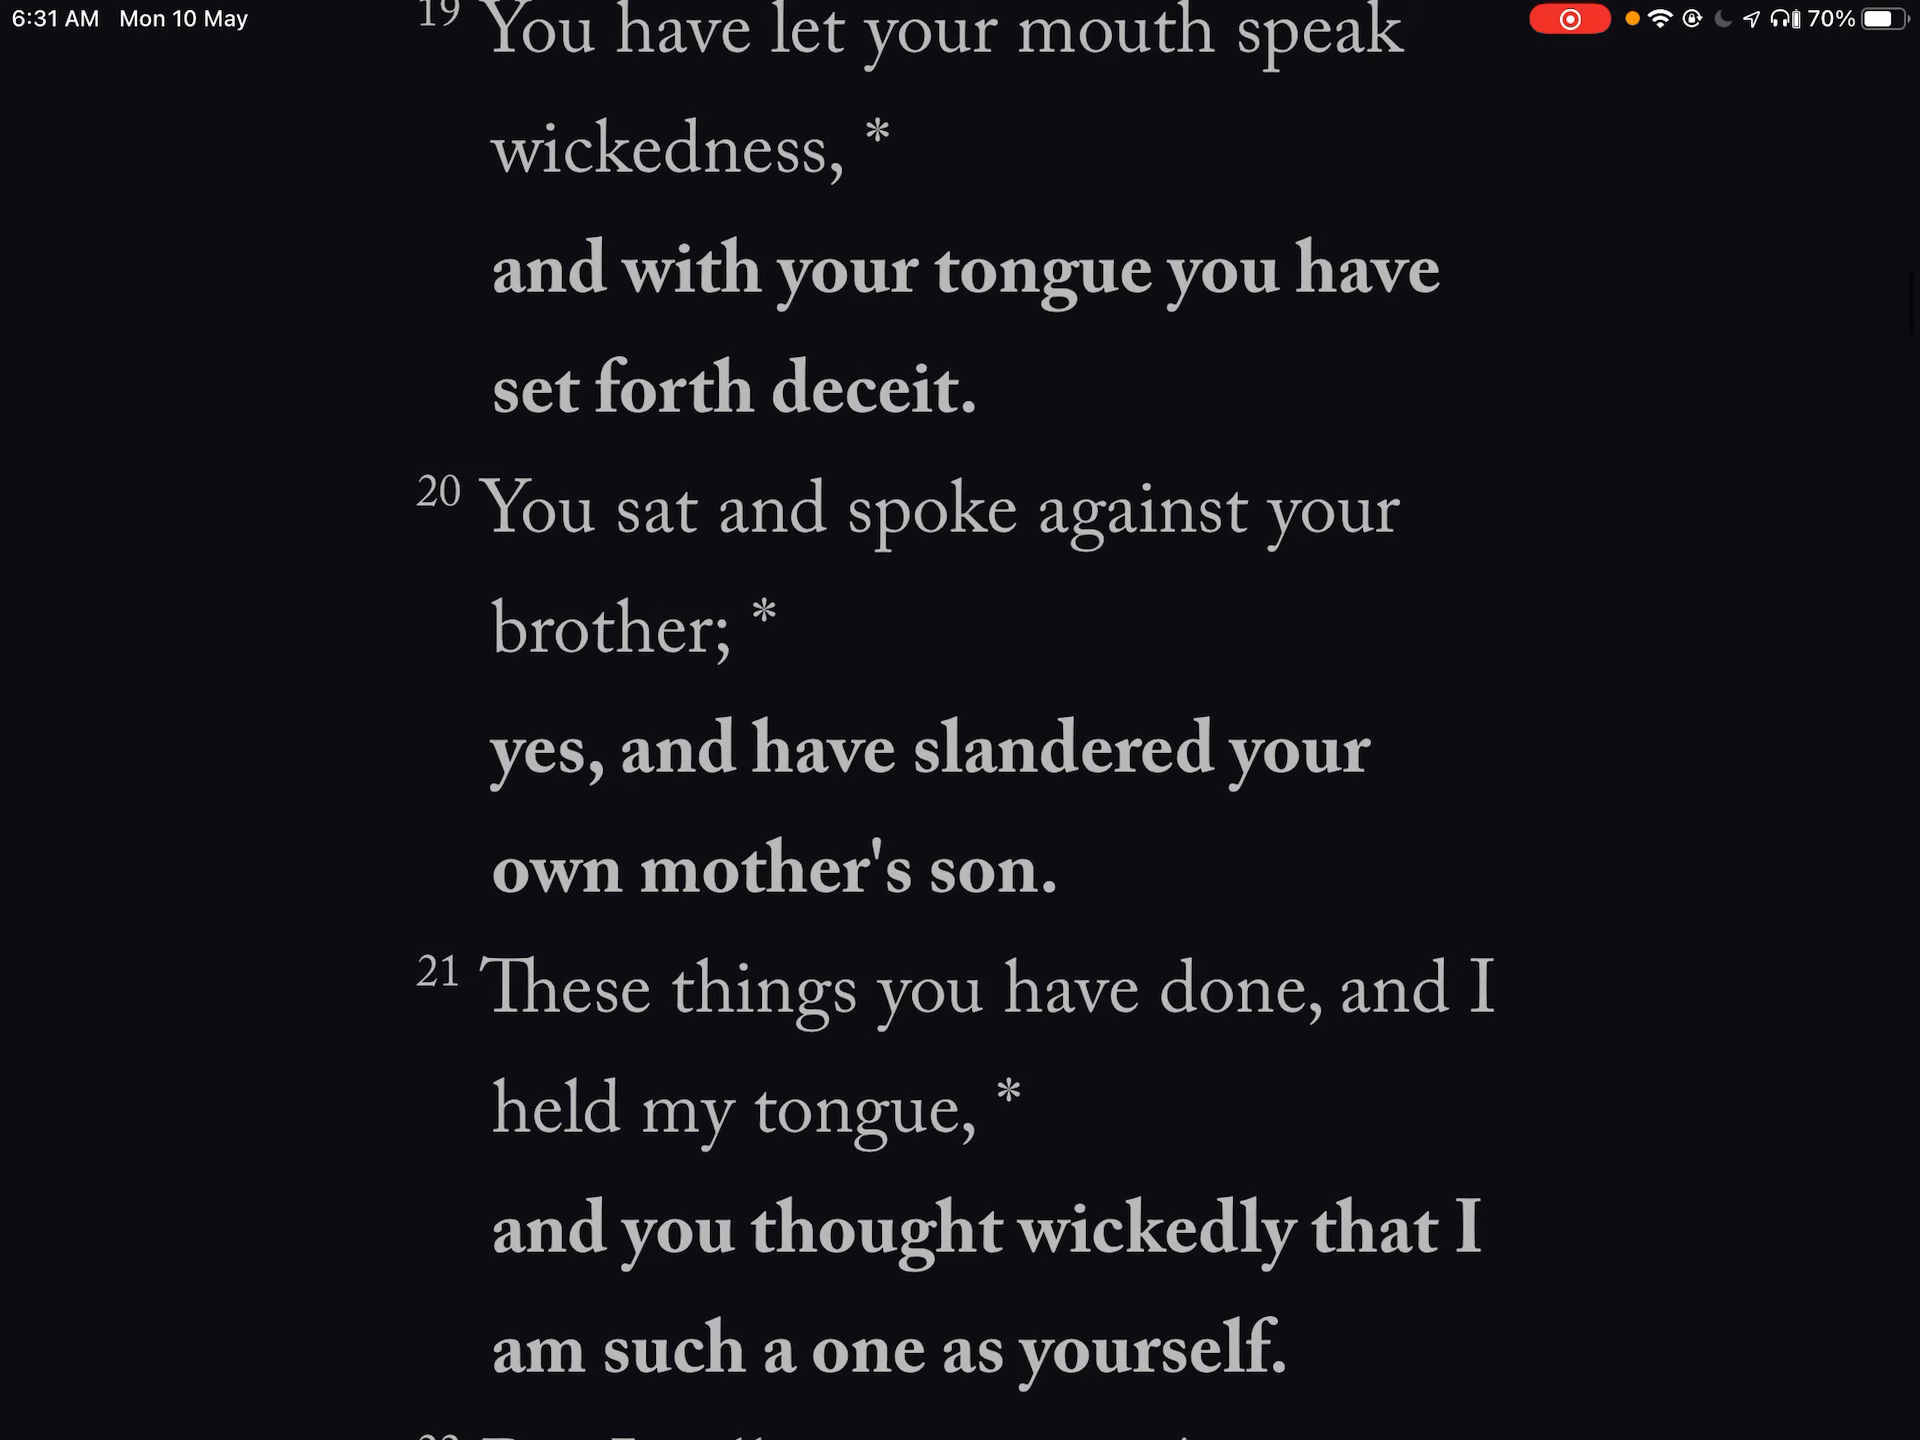 6:31 AM Mon 10 May 70%
19 You have let your mouth speak
wickedness, *
and with your tongue you have
set forth deceit.
20 You sat and spoke against your
brother; *
yes, and have slandered your
own mother's son.
21 These things you have done, and I
held my tongue, *
and you thought wickedly that I
am such a one as yourself.